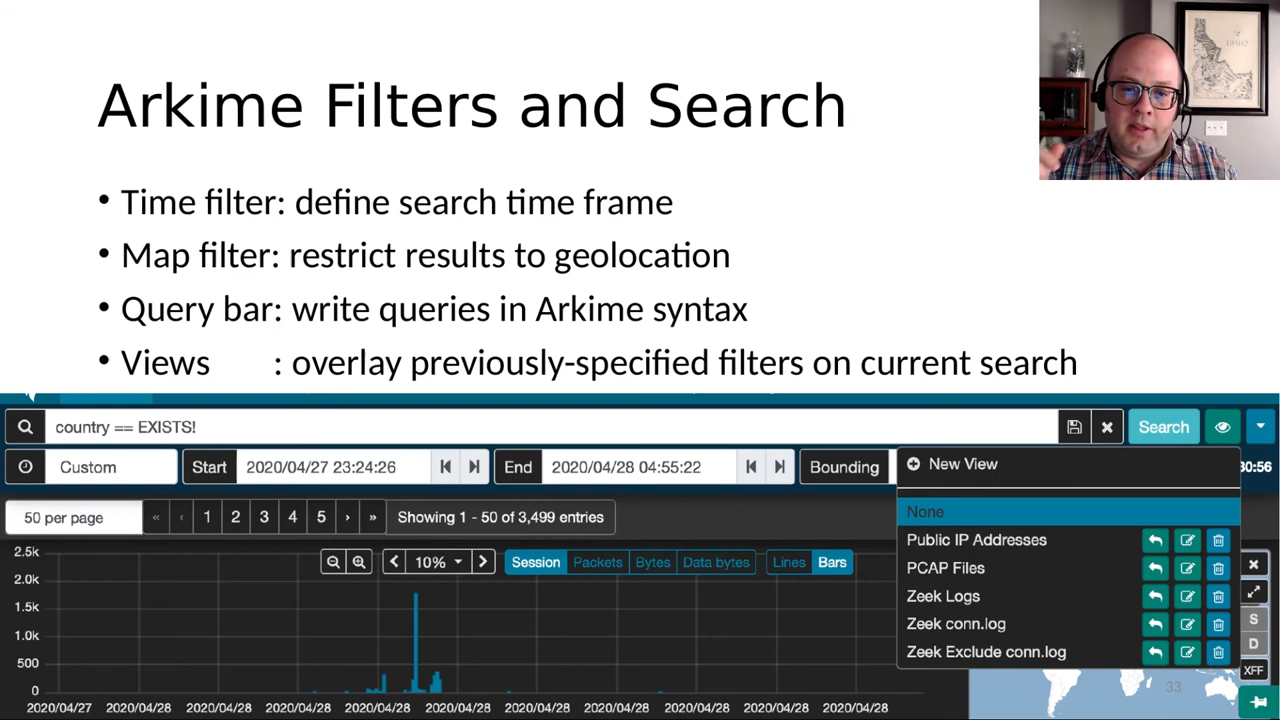 Arkime Filters and Search
IDAHO
• Time filter: define search time frame
• Map filter: restrict results to geolocation
• Query bar: write queries in Arkime syntax
• Views : overlay previously-specified filters on current search
country == EXISTS!
Search
Custom
Start 2020/04/27 23:24:26
End 2020/04/28 04:55:22
Bounding
30:56
New View
None
Public IP Addresses
PCAP Files
Zeek Logs
Zeek conn.log
Zeek Exclude conn.log
50 per page
« ‹ 1 2 3 4 5 › »
Showing 1 - 50 of 3,499 entries
10%
Session Packets Bytes Data bytes
Lines Bars
2.5k
2.0k
1.5k
1.0k
500
0
2020/04/27 2020/04/28 2020/04/28 2020/04/28 2020/04/28 2020/04/28 2020/04/28 2020/04/28 2020/04/28 2020/04/28 2020/04/28
S
D
XFF
33